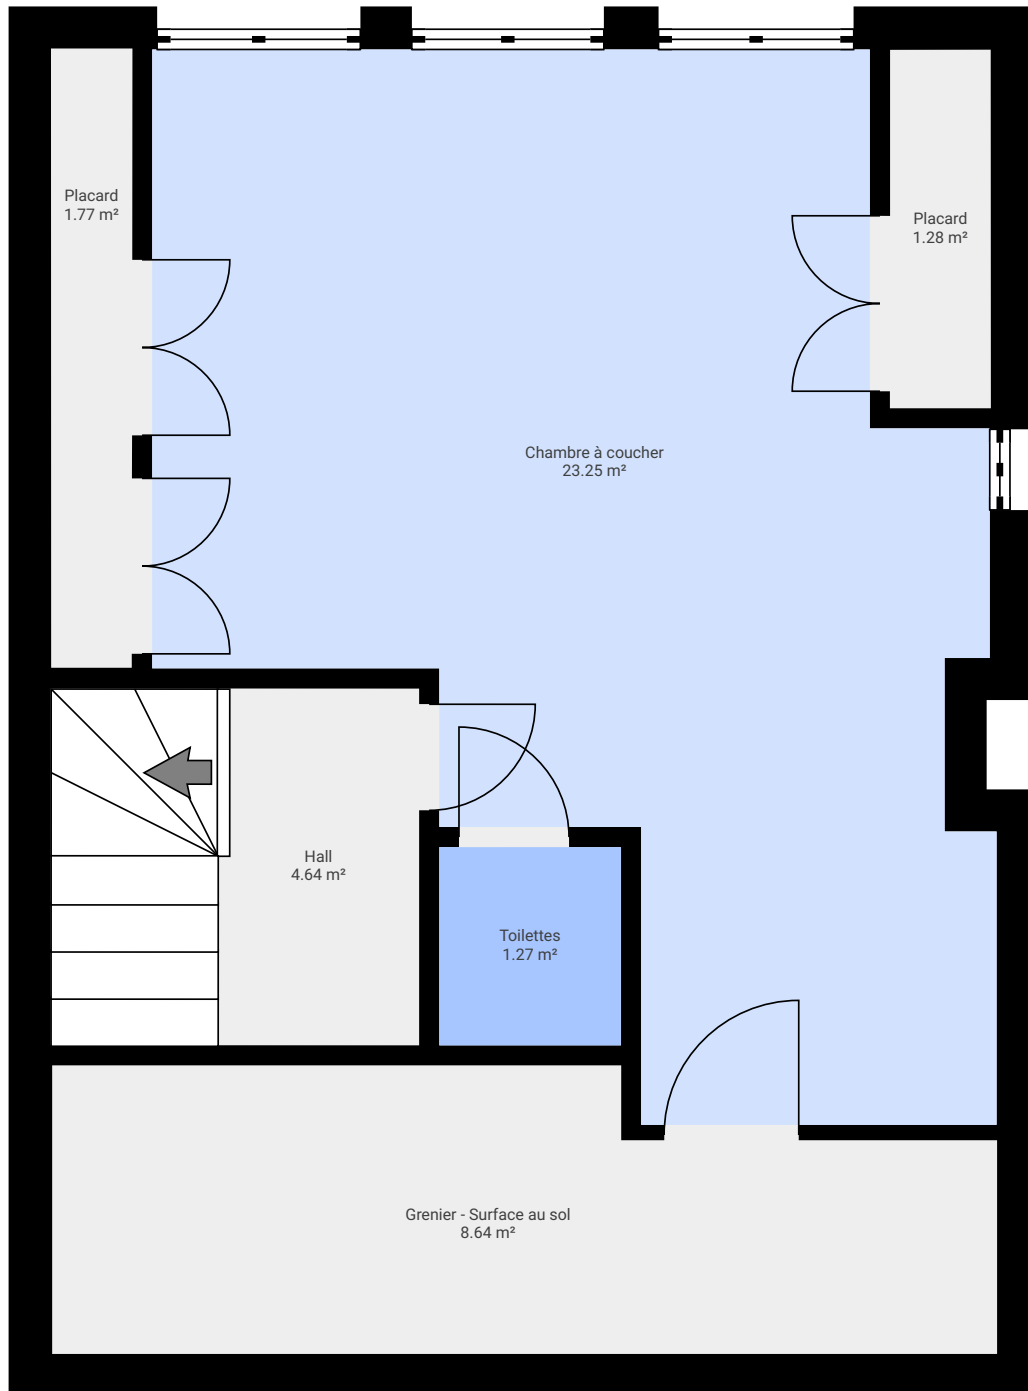 Placard
1.77 m²
Placard
1.28 m²
Chambre à coucher
23.25 m²
Hall
4.64 m²
Toilettes
1.27 m²
Grenier - Surface au sol
8.64 m²